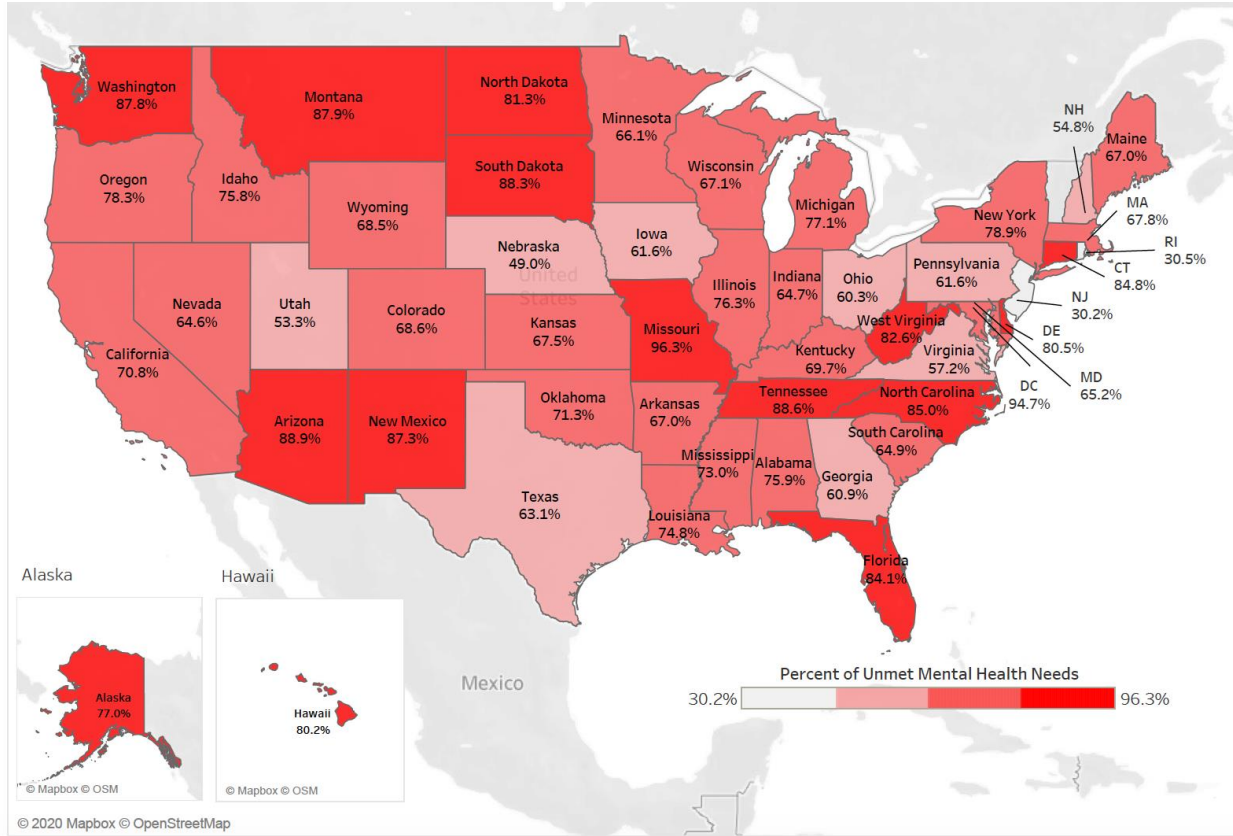 Washington
87.8%
Montana
87.9%
North Dakota
81.3%
Minnesota
66.1%
NH
54.8%
Maine
67.0%
Oregon
78.3%
Idaho
75.8%
South Dakota
88.3%
Wisconsin
67.1%
Michigan
77.1%
New York
78.9%
MA
67.8%
Wyoming
68.5%
RI
30.5%
Nebraska
49.0%
Iowa
61.6%
United
States
Ohio
60.3%
Pennsylvania
61.6%
CT
84.8%
Nevada
64.6%
Utah
53.3%
Colorado
68.6%
Kansas
67.5%
Missouri
96.3%
Illinois
76.3%
Indiana
64.7%
West Virginia
82.6%
NJ
30.2%
DE
80.5%
California
70.8%
Kentucky
69.7%
Virginia
57.2%
DC
94.7%
MD
65.2%
Arizona
88.9%
New Mexico
87.3%
Oklahoma
71.3%
Arkansas
67.0%
Tennessee
88.6%
North Carolina
85.0%
South Carolina
64.9%
Texas
63.1%
Louisiana
74.8%
Mississippi
73.0%
Alabama
75.9%
Georgia
60.9%
Florida
84.1%
Alaska
Hawaii
Alaska
77.0%
Hawaii
80.2%
© Mapbox © OSM
© Mapbox © OSM
Mexico
Percent of Unmet Mental Health Needs
30.2%
96.3%
© 2020 Mapbox © OpenStreetMap